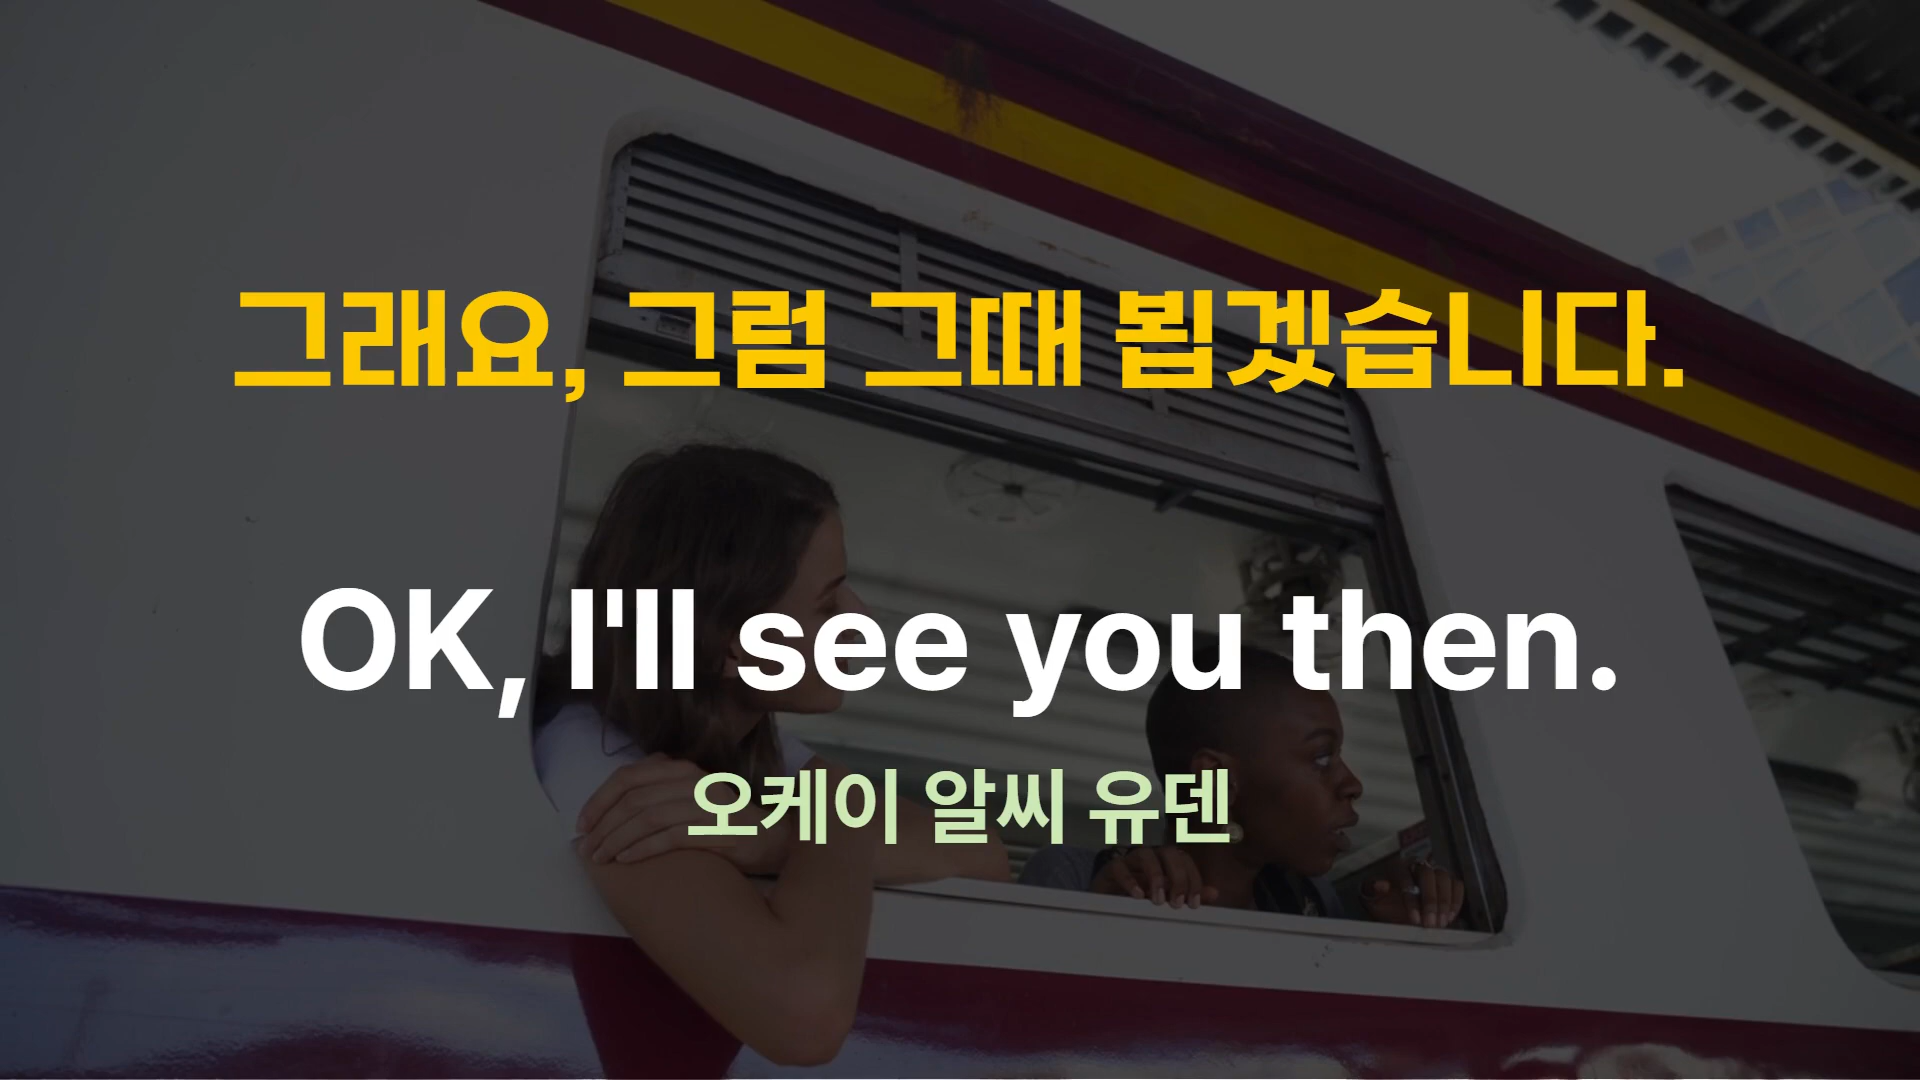 그래요, 그럼 그때 뵙겠습니다.
OK, I'll see you then.
오케이 알씨 유덴